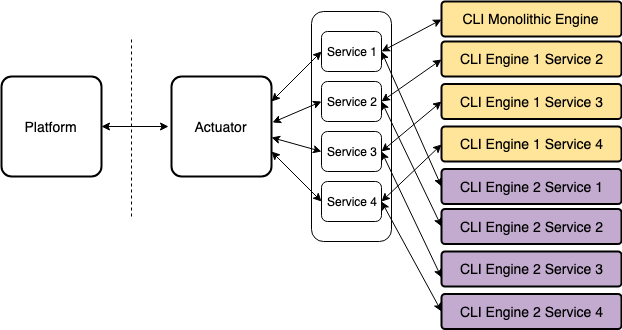 Platform
Actuator
Service 1
Service 2
Service 3
Service 4
CLI Monolithic Engine
CLI Engine 1 Service 2
CLI Engine 1 Service 3
CLI Engine 1 Service 4
CLI Engine 2 Service 1
CLI Engine 2 Service 2
CLI Engine 2 Service 3
CLI Engine 2 Service 4